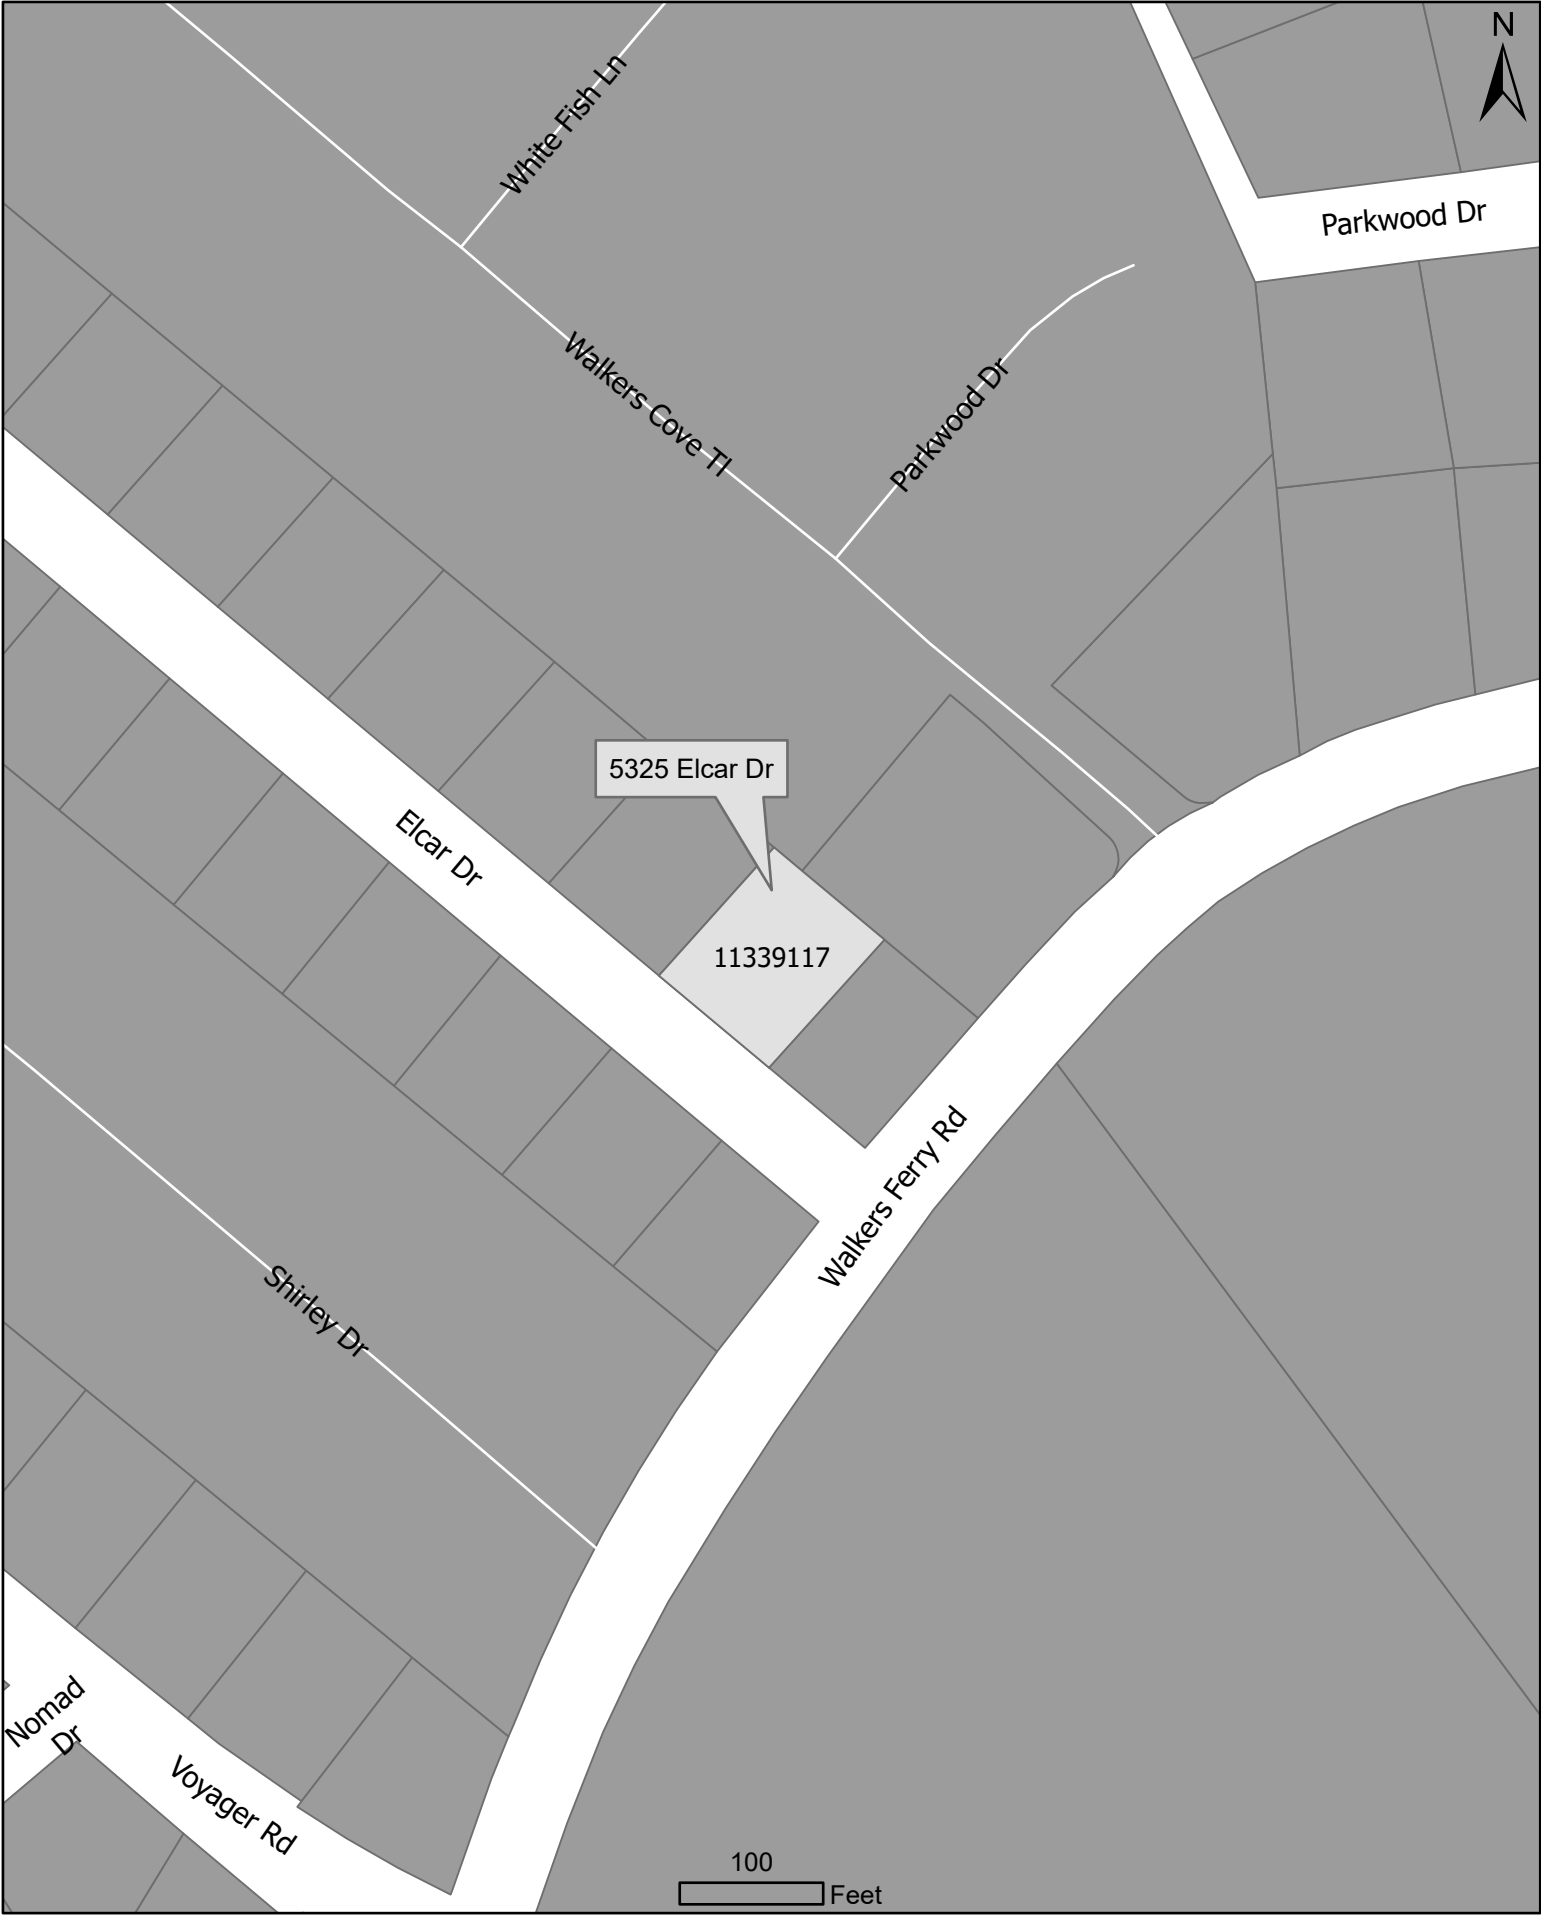 N
White Fish Ln
Parkwood Dr
Walkers Cove Tl
Parkwood Dr
5325 Elcar Dr
Elcar Dr
11339117
Walkers Ferry Rd
Shirley Dr
Nomad
Dr
Voyager Rd
100
Feet